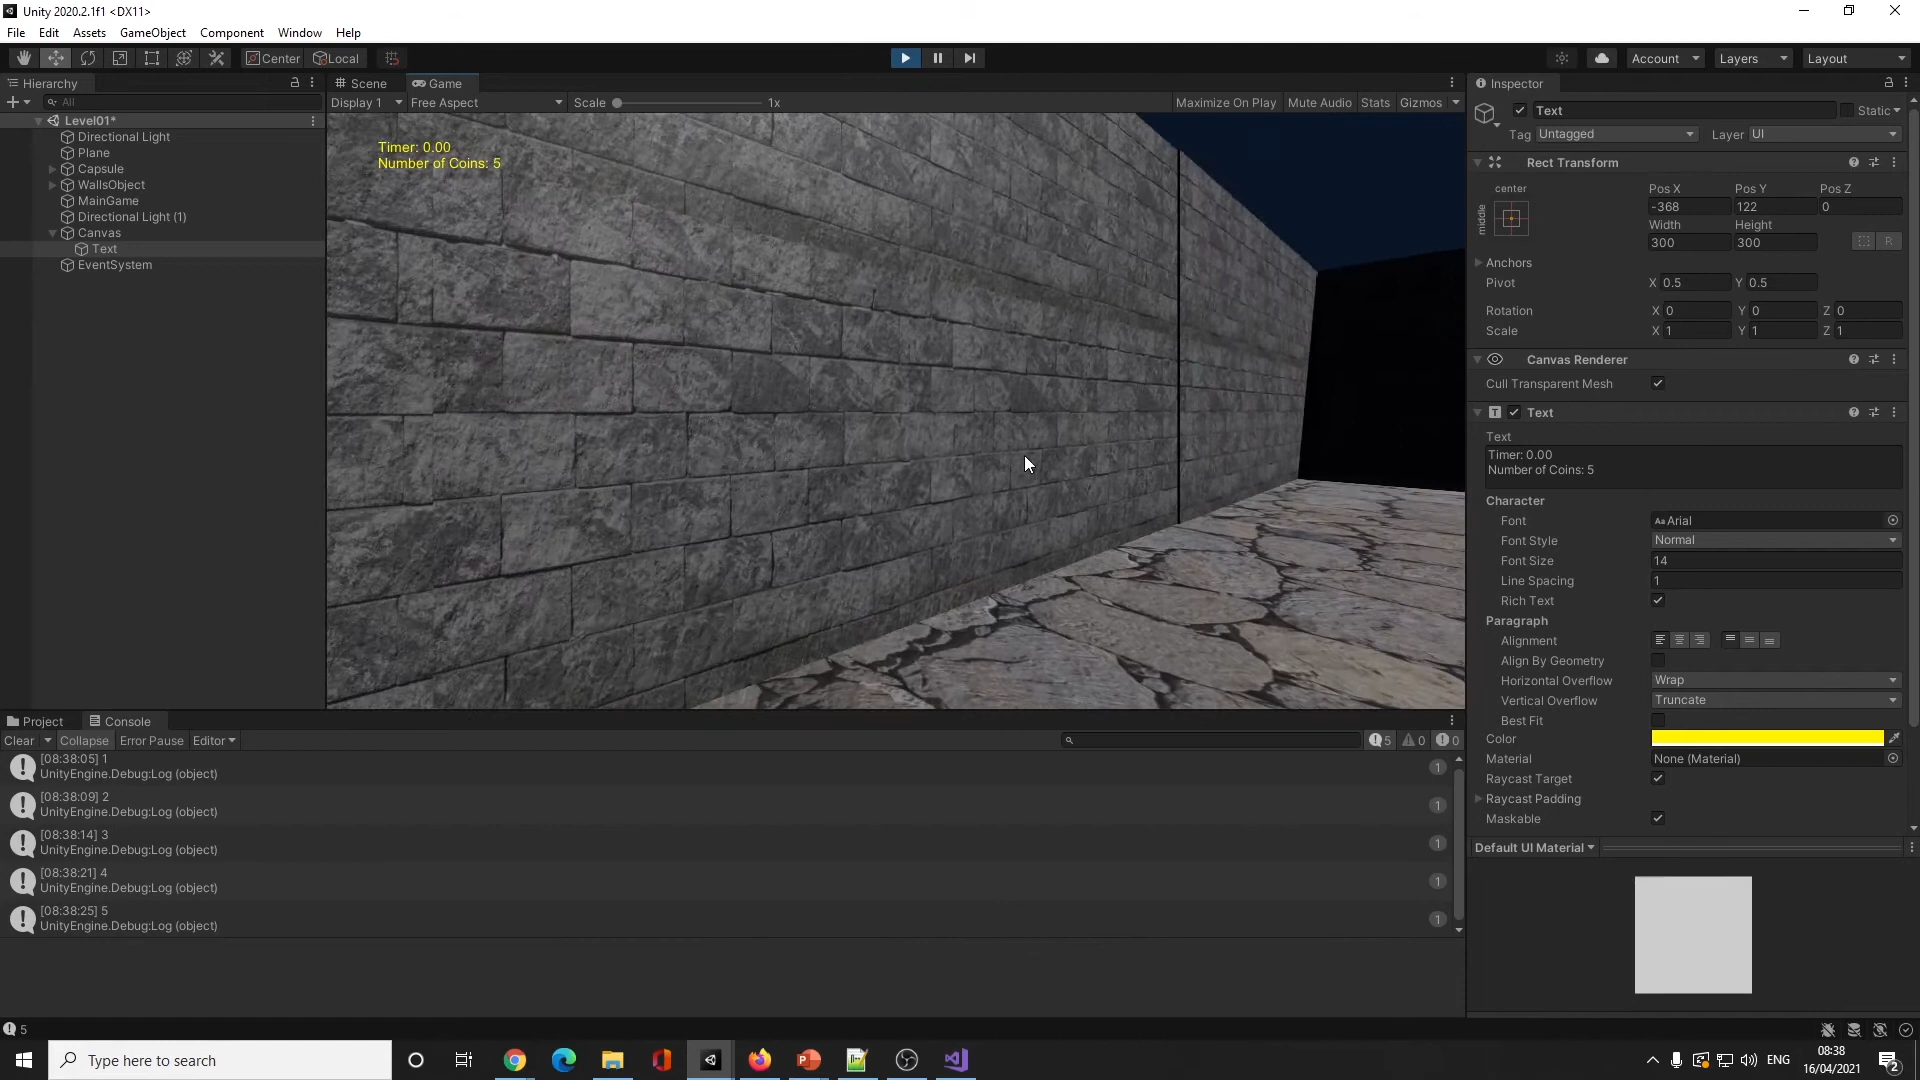 Unity 2020.2.1f1 <DX11>
File Edit Assets GameObject Component Window Help
Center Local Account Layers Layout
Hierarchy
All
Level01*
Directional Light
Plane
Capsule
WallsObject
MainGame
Directional Light (1)
Canvas
Text
EventSystem
Scene Game
Display 1 Free Aspect Scale 1x Maximize On Play Mute Audio Stats Gizmos
Timer: 0.00
Number of Coins: 5
Inspector
Text Static
Tag Untagged Layer UI
Rect Transform
center
middle
Pos X Pos Y Pos Z
-368 122 0
Width Height
300 300 R
Anchors
Pivot X 0.5 Y 0.5
Rotation X 0 Y 0 Z 0
Scale X 1 Y 1 Z 1
Canvas Renderer
Cull Transparent Mesh
Text
Text
Timer: 0.00
Number of Coins: 5
Character
Font Aa Arial
Font Style Normal
Font Size 14
Line Spacing 1
Rich Text
Paragraph
Alignment
Align By Geometry
Horizontal Overflow Wrap
Vertical Overflow Truncate
Best Fit
Color
Material None (Material)
Raycast Target
Raycast Padding
Maskable
Default UI Material
Project Console
Clear Collapse Error Pause Editor 5 0 0
[08:38:05] 1
UnityEngine.Debug:Log (object) 1
[08:38:09] 2
UnityEngine.Debug:Log (object) 1
[08:38:14] 3
UnityEngine.Debug:Log (object) 1
[08:38:21] 4
UnityEngine.Debug:Log (object) 1
[08:38:25] 5
UnityEngine.Debug:Log (object) 1
5
Type here to search
ENG
08:38
16/04/2021
2